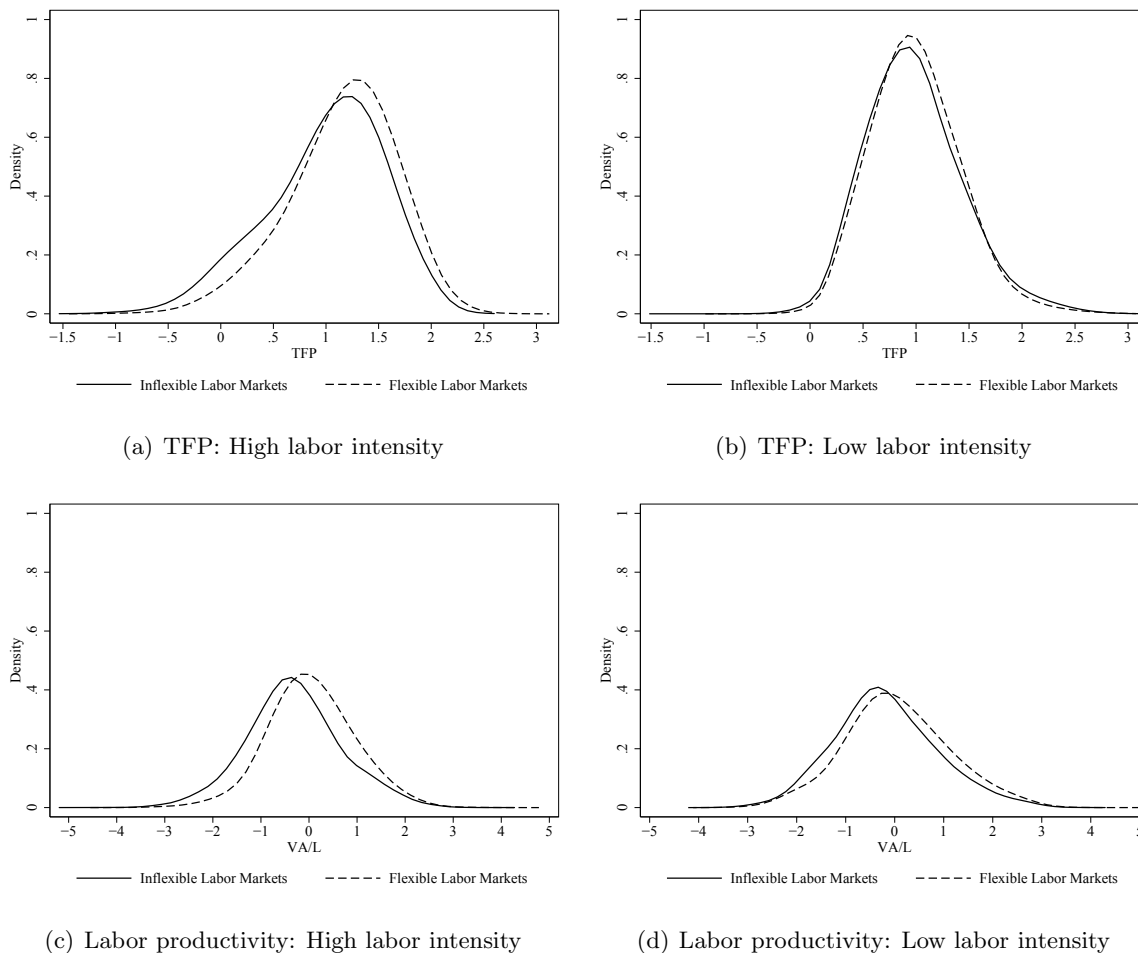 1
.8
.6
.4
.2
0
Density
−1.5 −1 −.5 0 .5 1 1.5 2 2.5 3
TFP
Inflexible Labor Markets Flexible Labor Markets
(a) TFP: High labor intensity
1
.8
.6
.4
.2
0
Density
−1.5 −1 −.5 0 .5 1 1.5 2 2.5 3
TFP
Inflexible Labor Markets Flexible Labor Markets
(b) TFP: Low labor intensity
1
.8
.6
.4
.2
0
Density
−5 −4 −3 −2 −1 0 1 2 3 4 5
VA/L
Inflexible Labor Markets Flexible Labor Markets
(c) Labor productivity: High labor intensity
1
.8
.6
.4
.2
0
Density
−5 −4 −3 −2 −1 0 1 2 3 4 5
VA/L
Inflexible Labor Markets Flexible Labor Markets
(d) Labor productivity: Low labor intensity